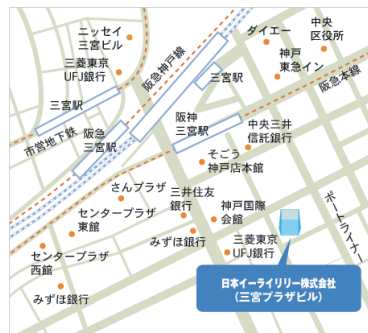 ニッセイ
三宮ビル
三菱東京
UFJ銀行
阪急神戸線
ダイエー
中央
区役所
三宮駅
神戸
東急イン
三宮駅
市営地下鉄
阪急
三宮駅
阪神
三宮駅
阪急本線
中央三井
信託銀行
そごう
神戸店本館
さんプラザ
三井住友
銀行
センタープラザ
東館
神戸国際
会館
みずほ銀行
三菱東京
UFJ銀行
ポートライナー
センタープラザ
西館
みずほ銀行
日本イーライリリー株式会社
(三宮プラザビル)